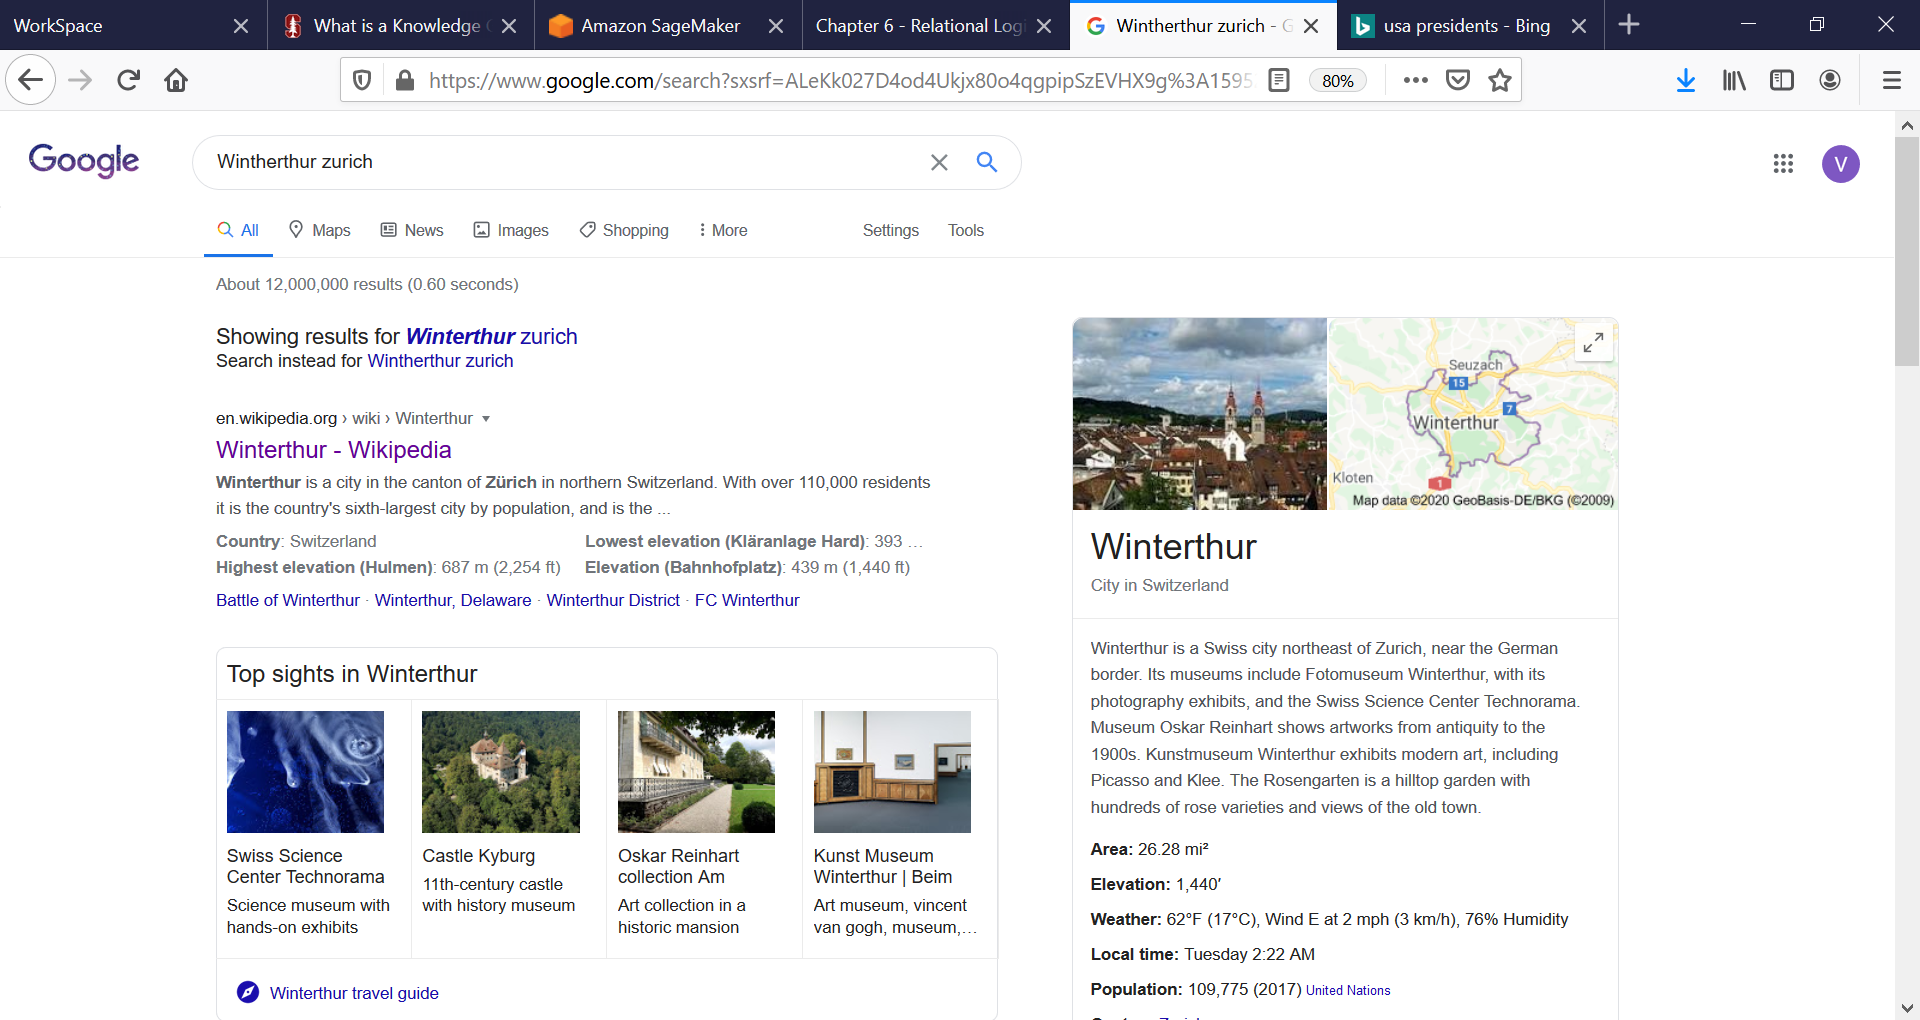 WorkSpace
What is a Knowledge
Amazon SageMaker
Chapter 6 - Relational Logi
Wintherthur zurich - G
usa presidents - Bing
https://www.google.com/search?sxsrf=ALeKk027D4od4Ukjx80o4qgpipSzEVHX9g%3A1595
80%
Google
Wintherthur zurich
V
All
Maps
News
Images
Shopping
More
Settings
Tools
About 12,000,000 results (0.60 seconds)
Showing results for Winterthur zurich
Search instead for Wintherthur zurich
en.wikipedia.org › wiki › Winterthur
Winterthur - Wikipedia
Winterthur is a city in the canton of Zürich in northern Switzerland. With over 110,000 residents
it is the country's sixth-largest city by population, and is the ...
Country: Switzerland
Lowest elevation (Kläranlage Hard): 393 ...
Highest elevation (Hulmen): 687 m (2,254 ft)
Elevation (Bahnhofplatz): 439 m (1,440 ft)
Battle of Winterthur · Winterthur, Delaware · Winterthur District · FC Winterthur
Top sights in Winterthur
Swiss Science
Center Technorama
Science museum with
hands-on exhibits
Castle Kyburg
11th-century castle
with history museum
Oskar Reinhart
collection Am
Art collection in a
historic mansion
Kunst Museum
Winterthur | Beim
Art museum, vincent
van gogh, museum,...
Winterthur travel guide
Seuzach
15
7
Winterthur
Kloten
1
Map data ©2020 GeoBasis-DE/BKG (©2009)
Winterthur
City in Switzerland
Winterthur is a Swiss city northeast of Zurich, near the German
border. Its museums include Fotomuseum Winterthur, with its
photography exhibits, and the Swiss Science Center Technorama.
Museum Oskar Reinhart shows artworks from antiquity to the
1900s. Kunstmuseum Winterthur exhibits modern art, including
Picasso and Klee. The Rosengarten is a hilltop garden with
hundreds of rose varieties and views of the old town.
Area: 26.28 mi²
Elevation: 1,440′
Weather: 62°F (17°C), Wind E at 2 mph (3 km/h), 76% Humidity
Local time: Tuesday 2:22 AM
Population: 109,775 (2017) United Nations